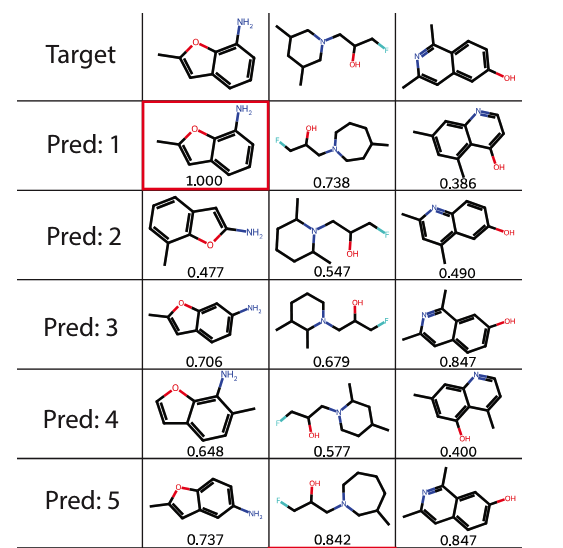 Target
NH2
O
N
OH
F
N
OH
Pred: 1
NH2
O
1.000
OH
F
N
0.738
N
OH
0.386
Pred: 2
O
NH2
0.477
N
OH
F
0.547
N
OH
0.490
Pred: 3
O
NH2
0.706
N
OH
F
0.679
N
OH
0.847
Pred: 4
O
NH2
0.648
F
OH
N
0.577
N
OH
0.400
Pred: 5
O
NH2
0.737
F
OH
N
0.842
N
OH
0.847